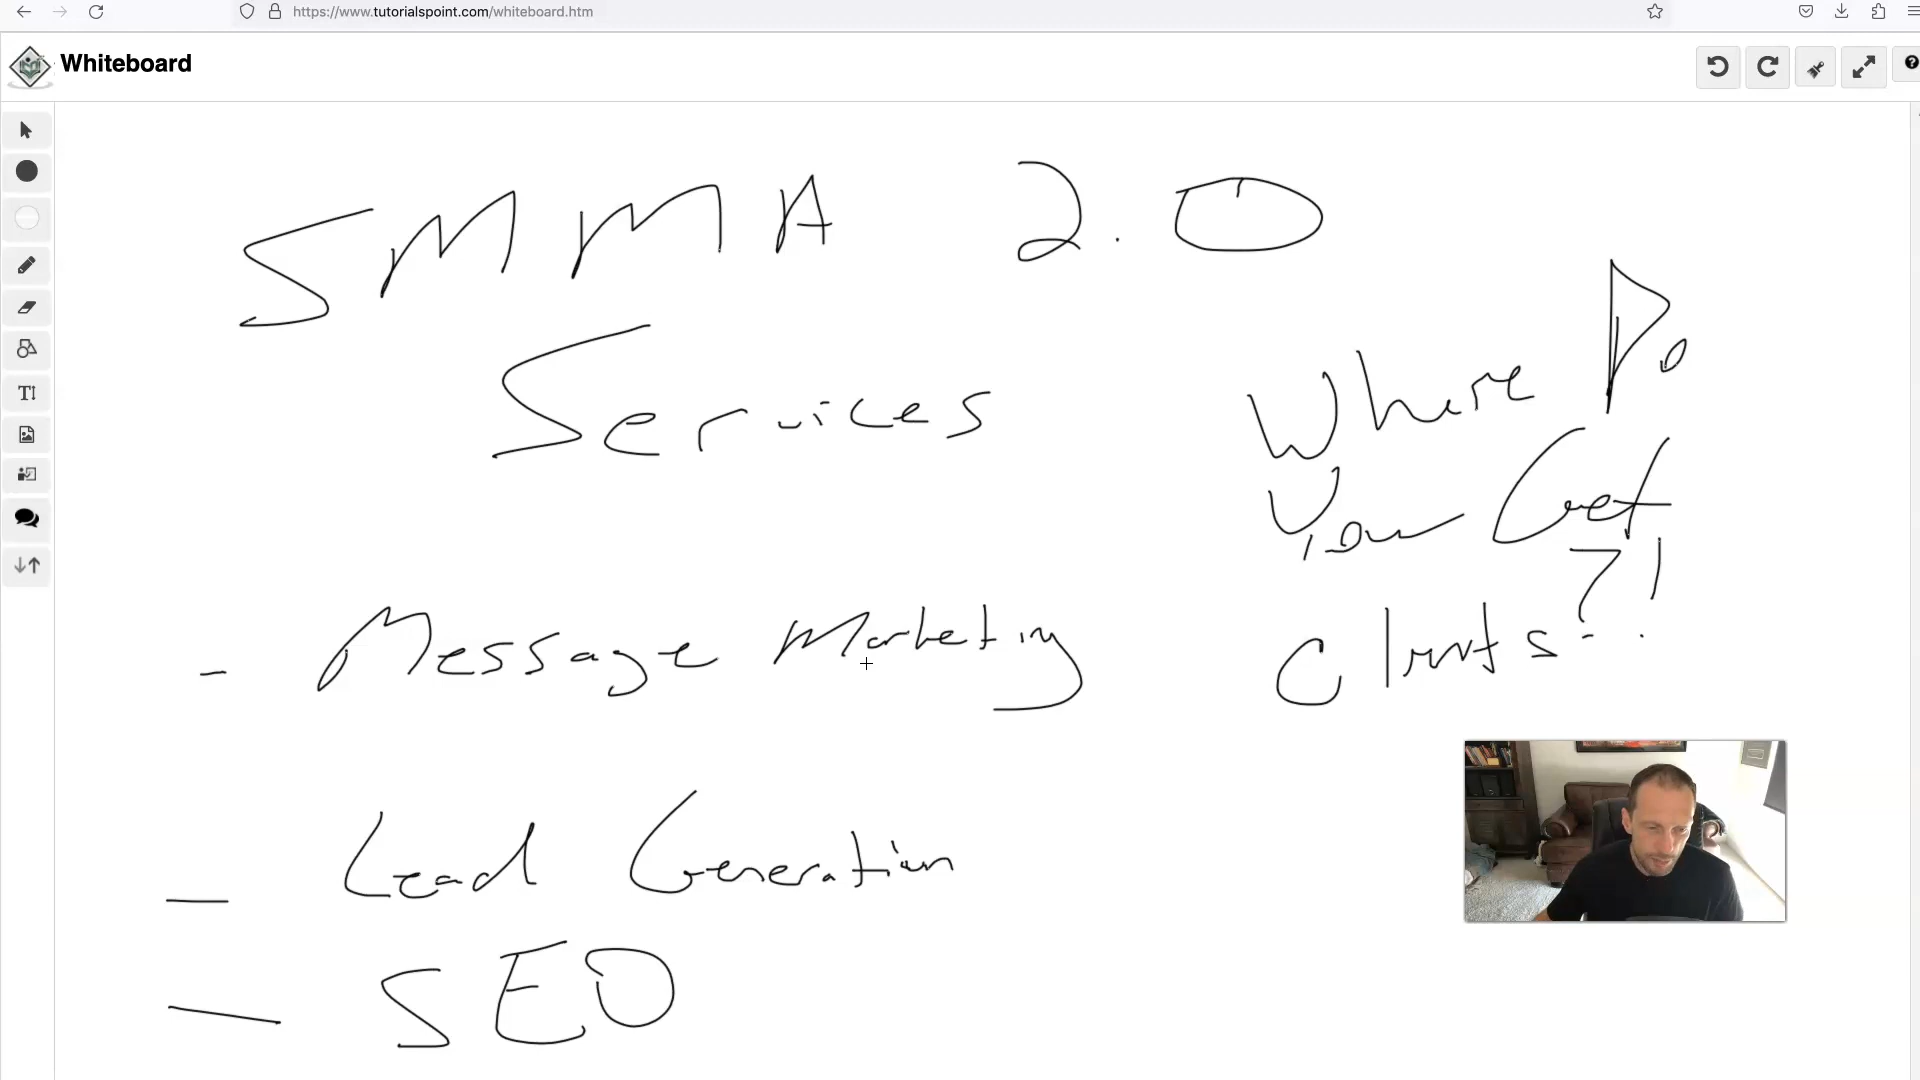 https://www.tutorialspoint.com/whiteboard.htm
Whiteboard
SMMA 2.0
Services
- Message Marketing
- Lead Generation
- SEO
Where Do
You Get
Clients?!